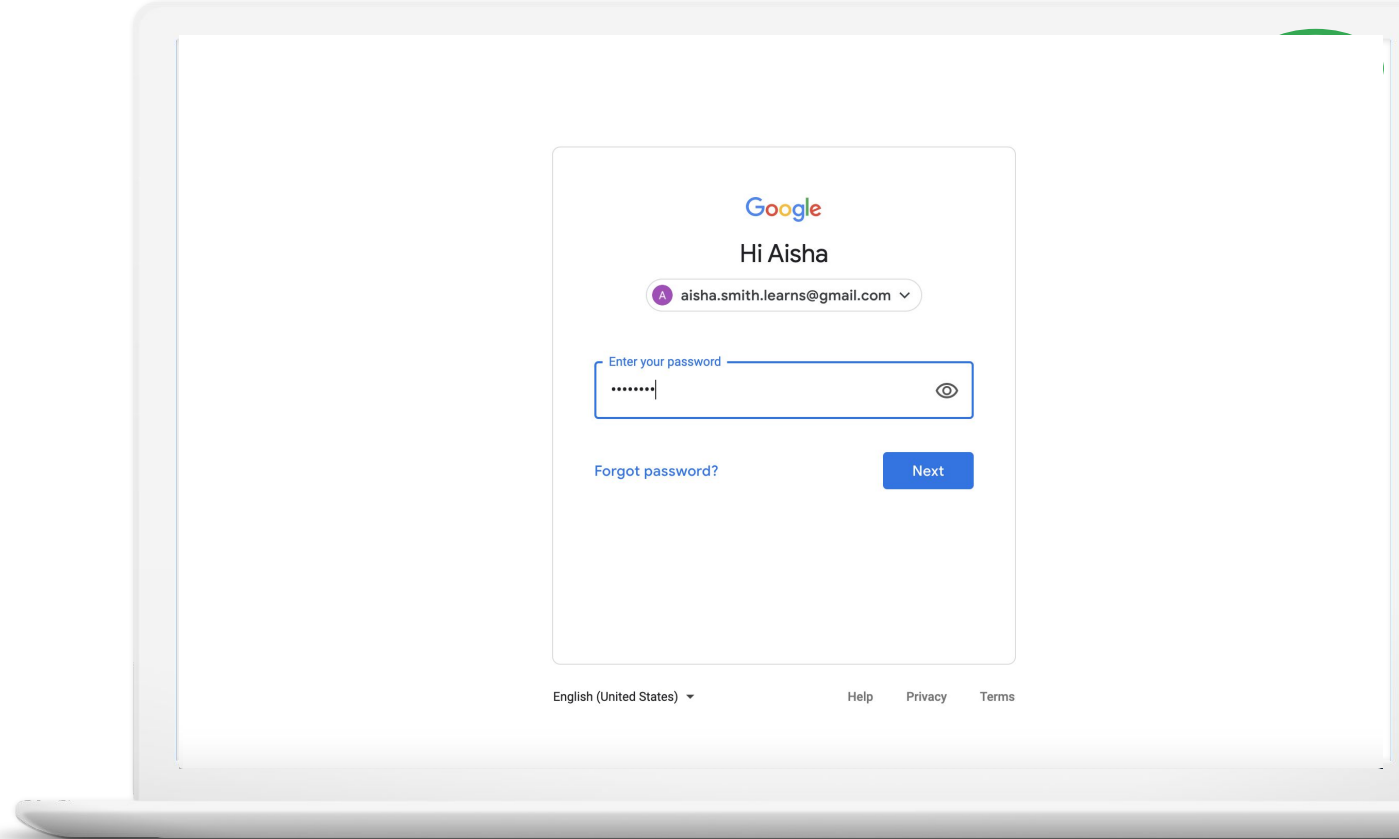 Google
Hi Aisha
A aisha.smith.learns@gmail.com
Enter your password
••••••••
Forgot password? Next
English (United States) Help Privacy Terms